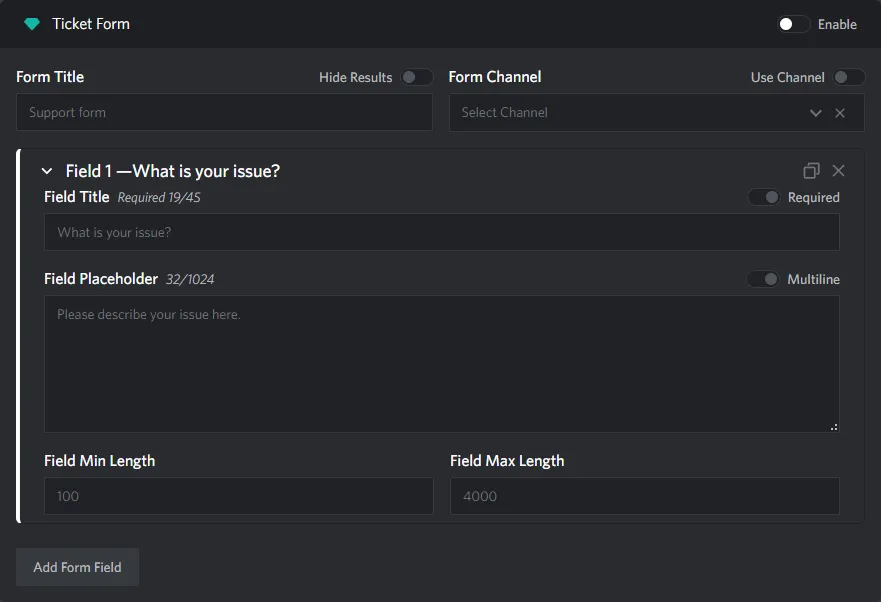 Ticket Form Enable
Form Title Hide Results Form Channel Use Channel
Support form Select Channel
Field 1 —What is your issue?
Field Title Required 19/45 Required
What is your issue?
Field Placeholder 32/1024 Multiline
Please describe your issue here.
Field Min Length Field Max Length
100 4000
Add Form Field